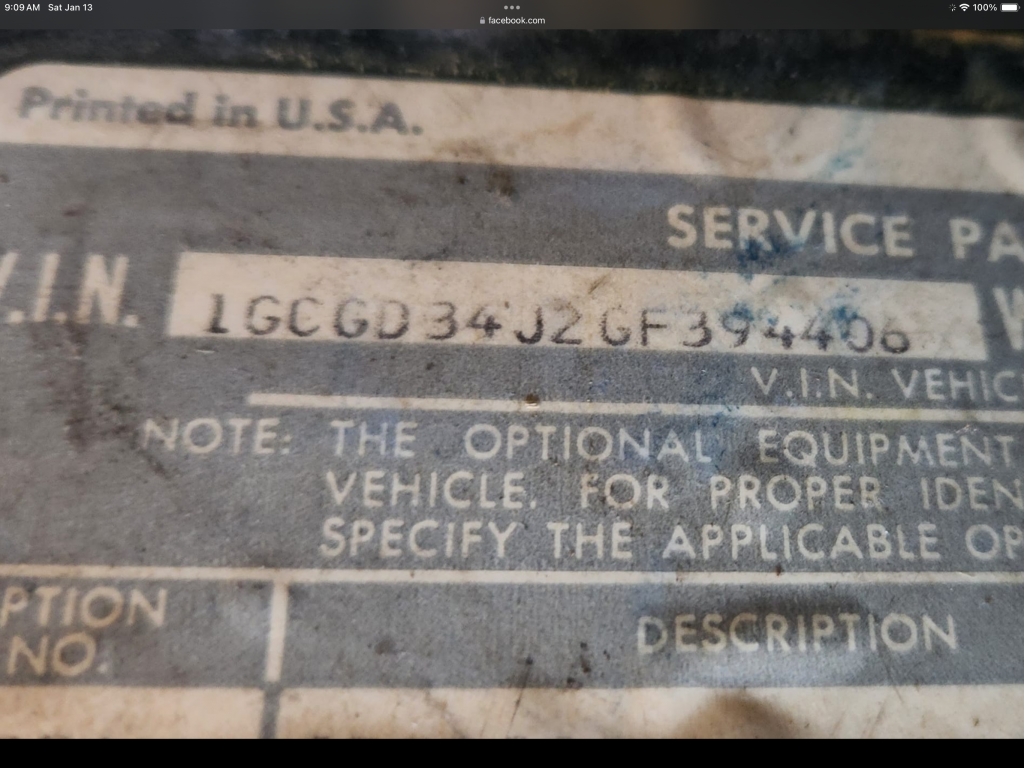 9:09 AM Sat Jan 13
100%
facebook.com
Printed in U.S.A.
SERVICE PA
V.I.N. 1GCGD34J2GF394406 W
V.I.N. VEHIC
NOTE: THE OPTIONAL EQUIPMENT
VEHICLE. FOR PROPER IDEN
SPECIFY THE APPLICABLE OP
PTION
NO.
DESCRIPTION